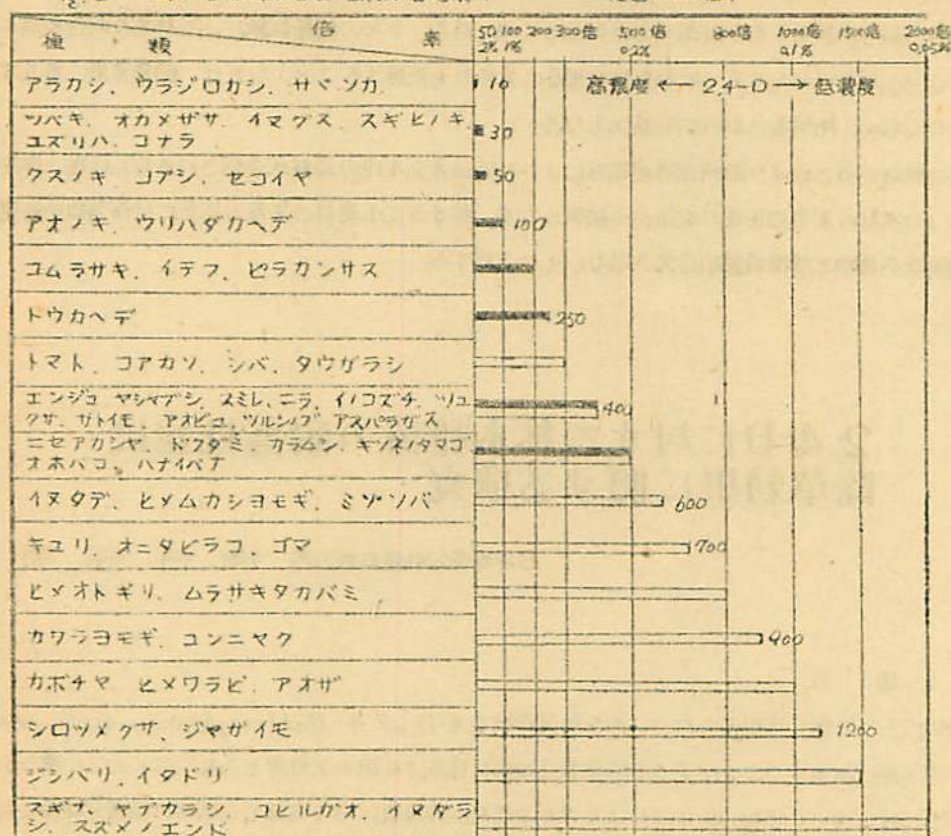 種 類 倍 率
50 100 200 300倍 500倍 800倍 1000倍 1500倍 2000倍
2% 1% 0.2% 0.1% 0.05%
アラカシ、ウラジロガシ、サザンカ 10 高濃度 ← 2,4-D → 低濃度
ツバキ、オカメザサ、イマグス、スギヒノキ
ユズリハ、コナラ 30
クスノキ コブシ、セコイヤ 50
アオノキ、ウリハダカヘデ 100
コムラサキ、イテフ、ピラカンサス
トウカヘデ 250
トマト、コアカソ、シバ、タウガラシ
エンジュ ヤシャブシ、スミレ、ニラ、イノコズチ、ツユ
クサ、サトイモ、アオビユ、ツルンブ アスパラガス 400
ニセアカシヤ、ドクダミ、カラムシ、キツネノタマゴ
オホバコ、ハナイバナ
イヌタデ、ヒメムカシヨモギ、ミゾソバ 600
キユリ、オニタビラコ、ゴマ 700
ヒメオトギリ、ムラサキタカバミ
カワラヨモギ、コンニヤク 900
カボチヤ、ヒメワラビ、アオザ
シロツメクサ、ジャガイモ 1200
ジシバリ、イタドリ
スギナ、ヤブカラシ、コヒルガオ、イヌガラ
シ、スズメノエンド